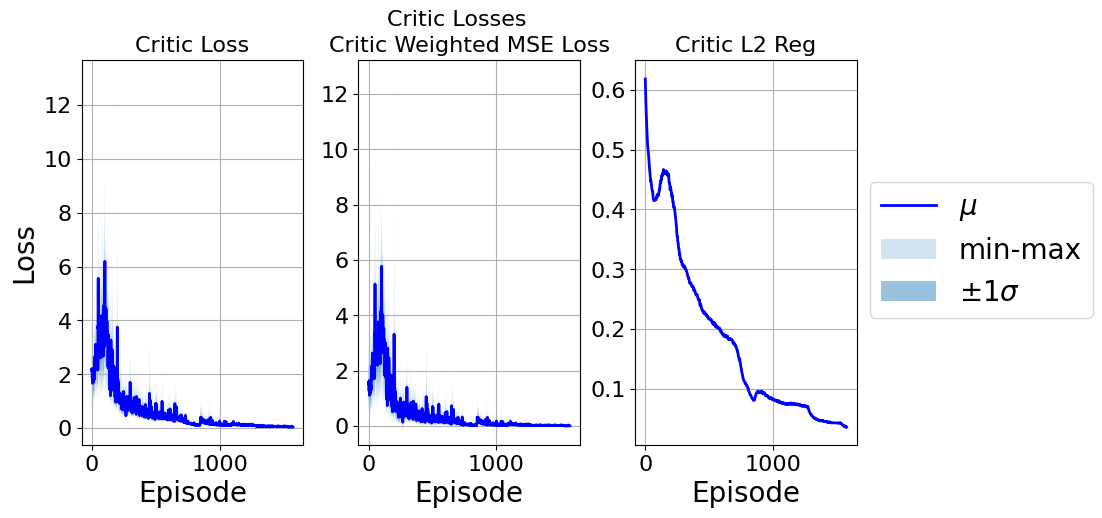 Critic Losses
Critic Loss
Critic Weighted MSE Loss
Critic L2 Reg
Loss
12
10
8
6
4
2
0
0 1000
Episode
12
10
8
6
4
2
0
0 1000
Episode
0.6
0.5
0.4
0.3
0.2
0.1
0 1000
Episode
μ
min-max
±1σ